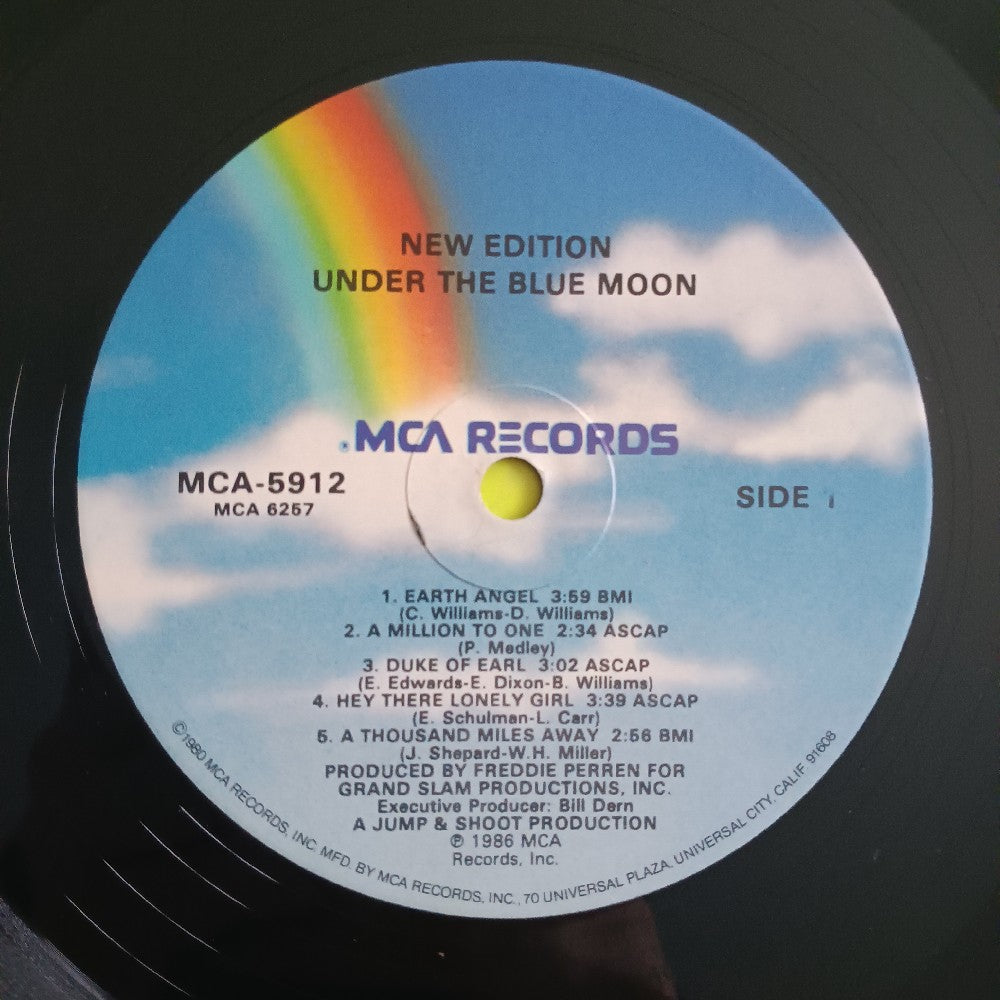 NEW EDITION
UNDER THE BLUE MOON
MCA RECORDS
MCA-5912
MCA 6257
SIDE 1
1. EARTH ANGEL 3:59 BMI
(C. Williams-D. Williams)
2. A MILLION TO ONE 2:34 ASCAP
(P. Medley)
3. DUKE OF EARL 3:02 ASCAP
(E. Edwards-E. Dixon-B. Williams)
4. HEY THERE LONELY GIRL 3:39 ASCAP
(E. Schulman-L. Carr)
5. A THOUSAND MILES AWAY 2:56 BMI
(J. Shepard-W.H. Miller)
PRODUCED BY FREDDIE PERREN FOR
GRAND SLAM PRODUCTIONS, INC.
Executive Producer: Bill Dern
A JUMP & SHOOT PRODUCTION
℗ 1986 MCA
Records, Inc.
©1980 MCA RECORDS, INC. MFD. BY MCA RECORDS, INC., 70 UNIVERSAL PLAZA, UNIVERSAL CITY, CALIF. 91608